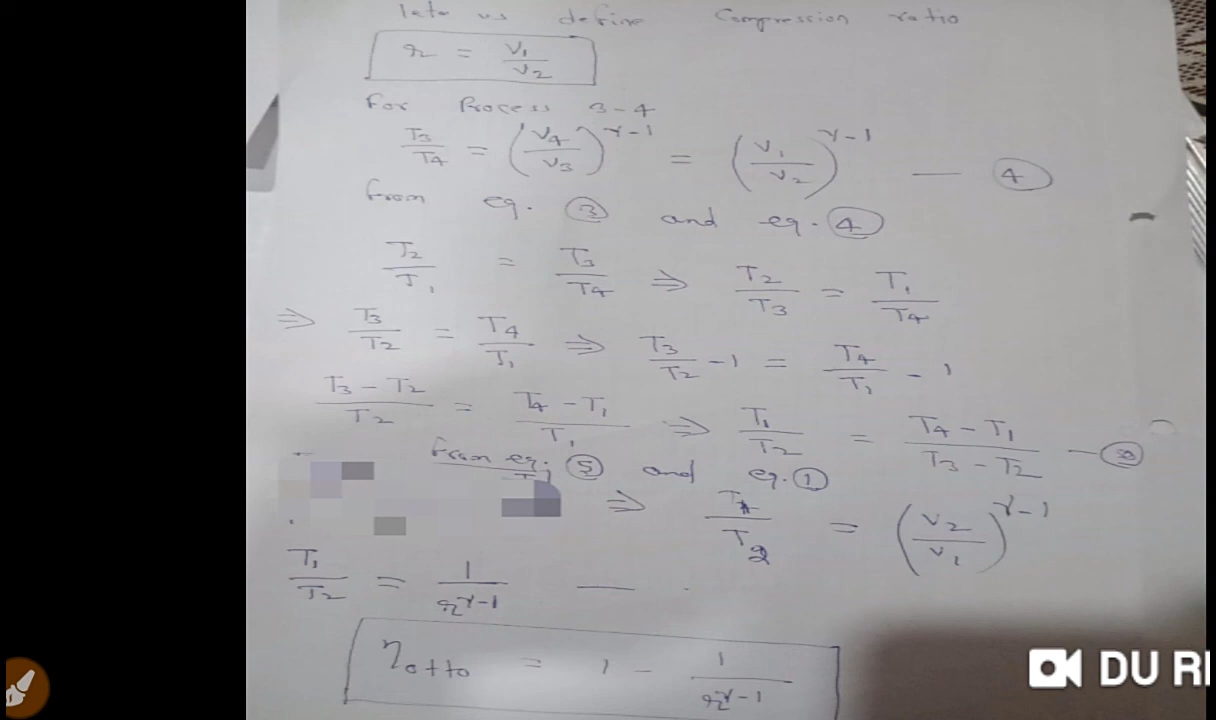 lets us define Compression ratio
r = V1/V2
for Process 3-4
T3/T4 = (V4/V3)^γ-1 = (V1/V2)^γ-1 — 4
from eq. 3 and eq. 4
T2/T1 = T3/T4 ⇒ T2/T3 = T1/T4
⇒ T3/T2 = T4/T1 ⇒ T3/T2 - 1 = T4/T1 - 1
T3 - T2/T2 = T4 - T1/T1 ⇒ T1/T2 = T4 - T1/T3 - T2 —
from eq. 5 and eq. 1
⇒ T1/T2 = (V2/V1)^γ-1
T1/T2 = 1/r^γ-1 —
ηotto = 1 - 1/r^γ-1
DU RE